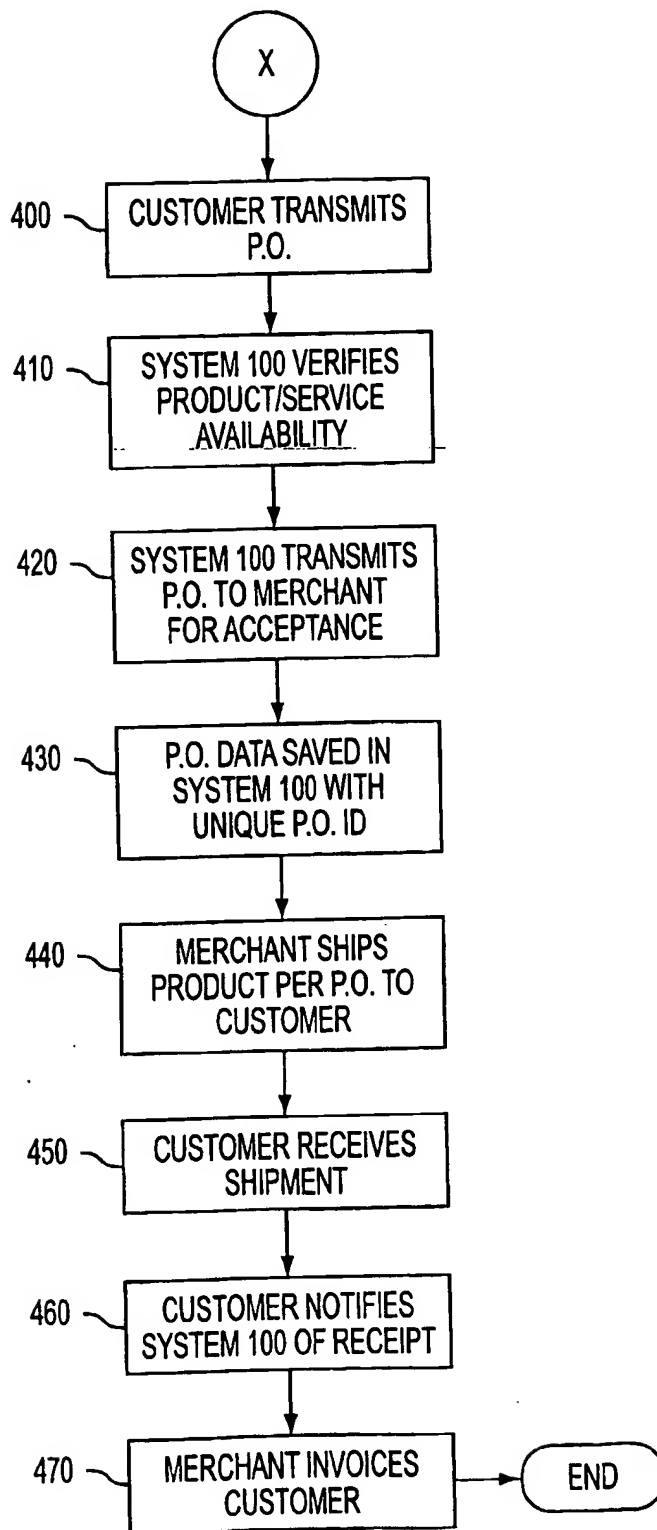 X
400
CUSTOMER TRANSMITS
P.O.
410
SYSTEM 100 VERIFIES
PRODUCT/SERVICE
AVAILABILITY
420
SYSTEM 100 TRANSMITS
P.O. TO MERCHANT
FOR ACCEPTANCE
430
P.O. DATA SAVED IN
SYSTEM 100 WITH
UNIQUE P.O. ID
440
MERCHANT SHIPS
PRODUCT PER P.O. TO
CUSTOMER
450
CUSTOMER RECEIVES
SHIPMENT
460
CUSTOMER NOTIFIES
SYSTEM 100 OF RECEIPT
470
MERCHANT INVOICES
CUSTOMER
END